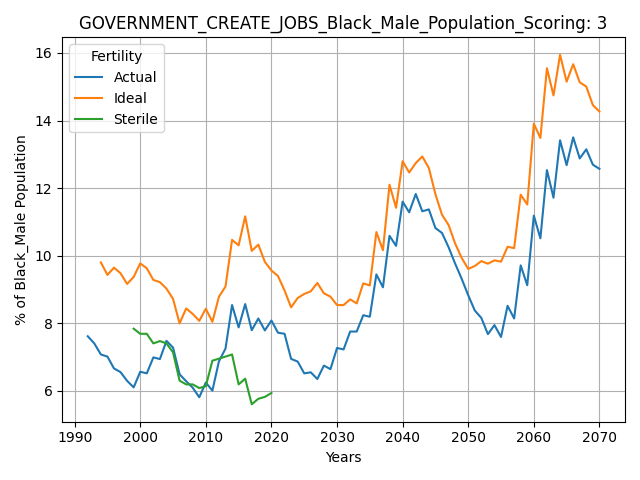 GOVERNMENT_CREATE_JOBS_Black_Male_Population_Scoring: 3
Fertility
Actual
Ideal
Sterile
% of Black_Male Population
16
14
12
10
8
6
1990 2000 2010 2020 2030 2040 2050 2060 2070
Years